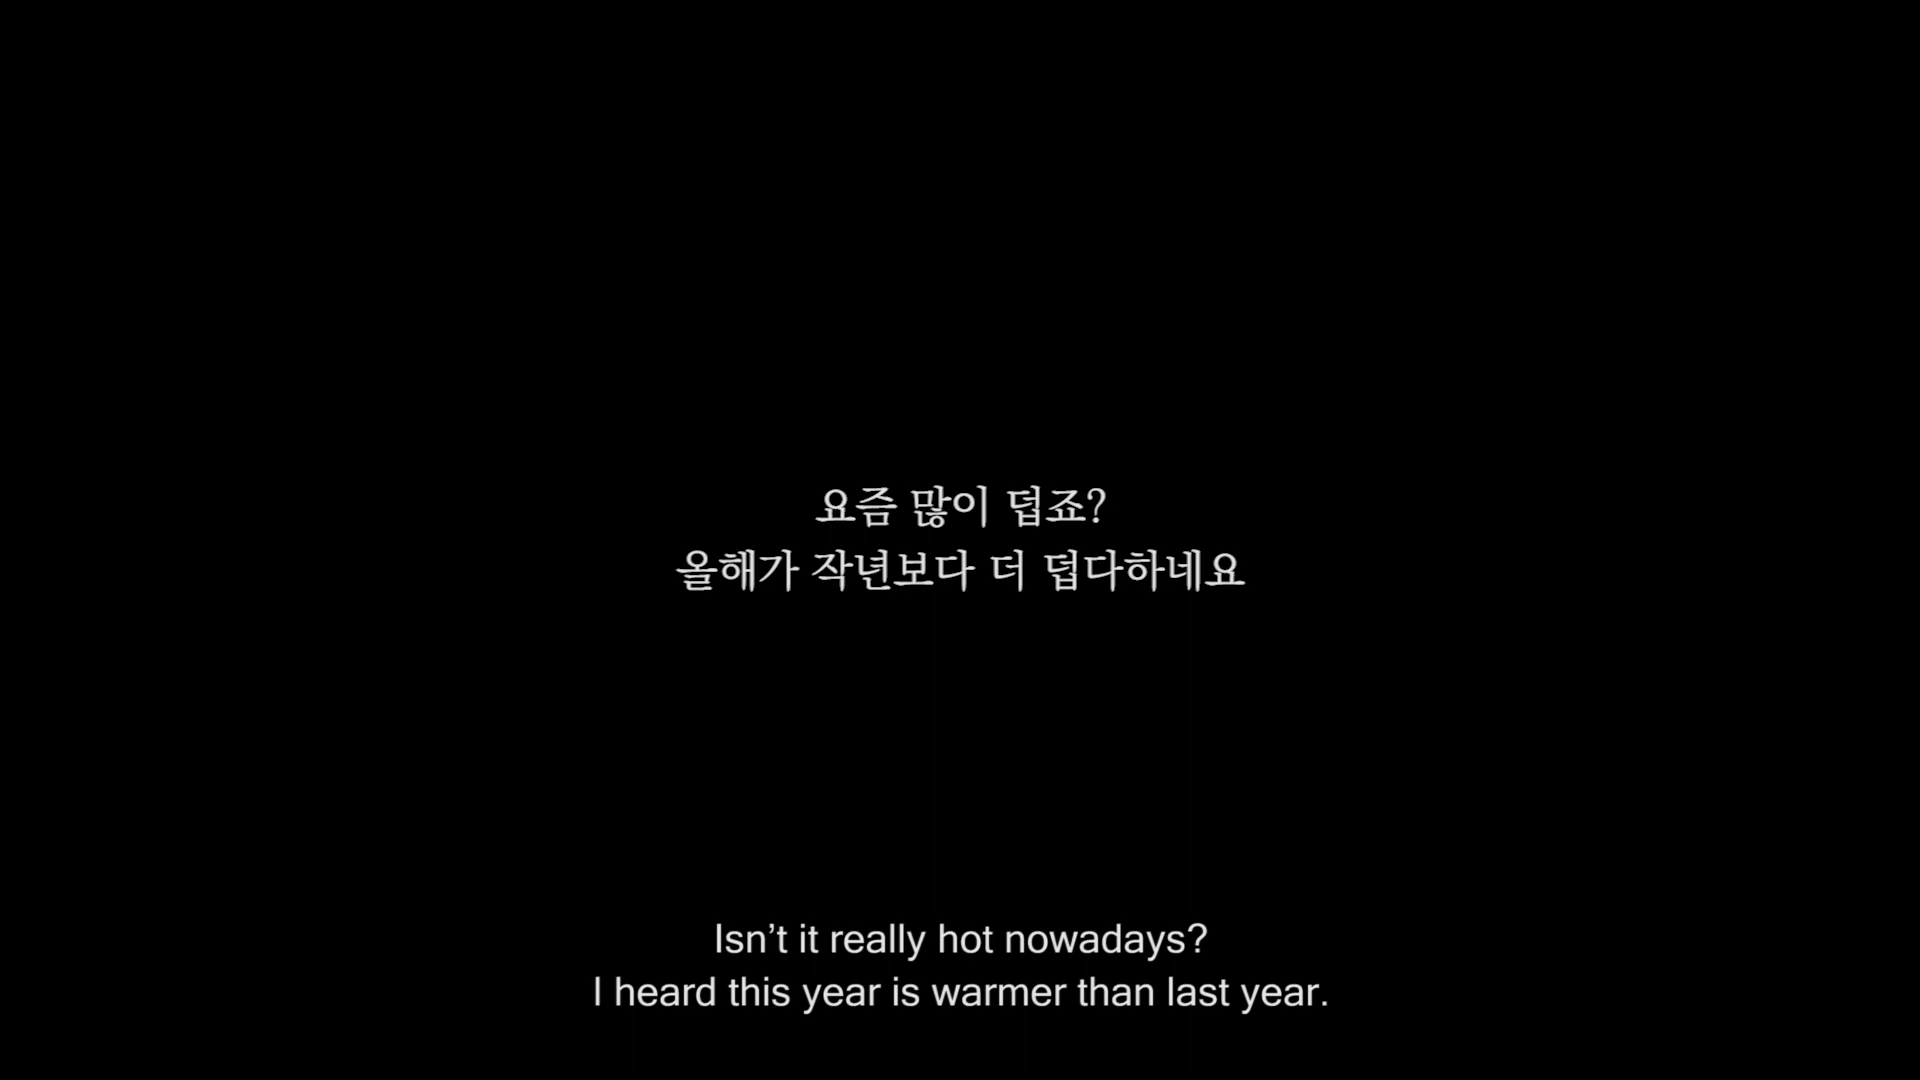 요즘 많이 덥죠?
올해가 작년보다 더 덥다하네요
Isn’t it really hot nowadays?
I heard this year is warmer than last year.